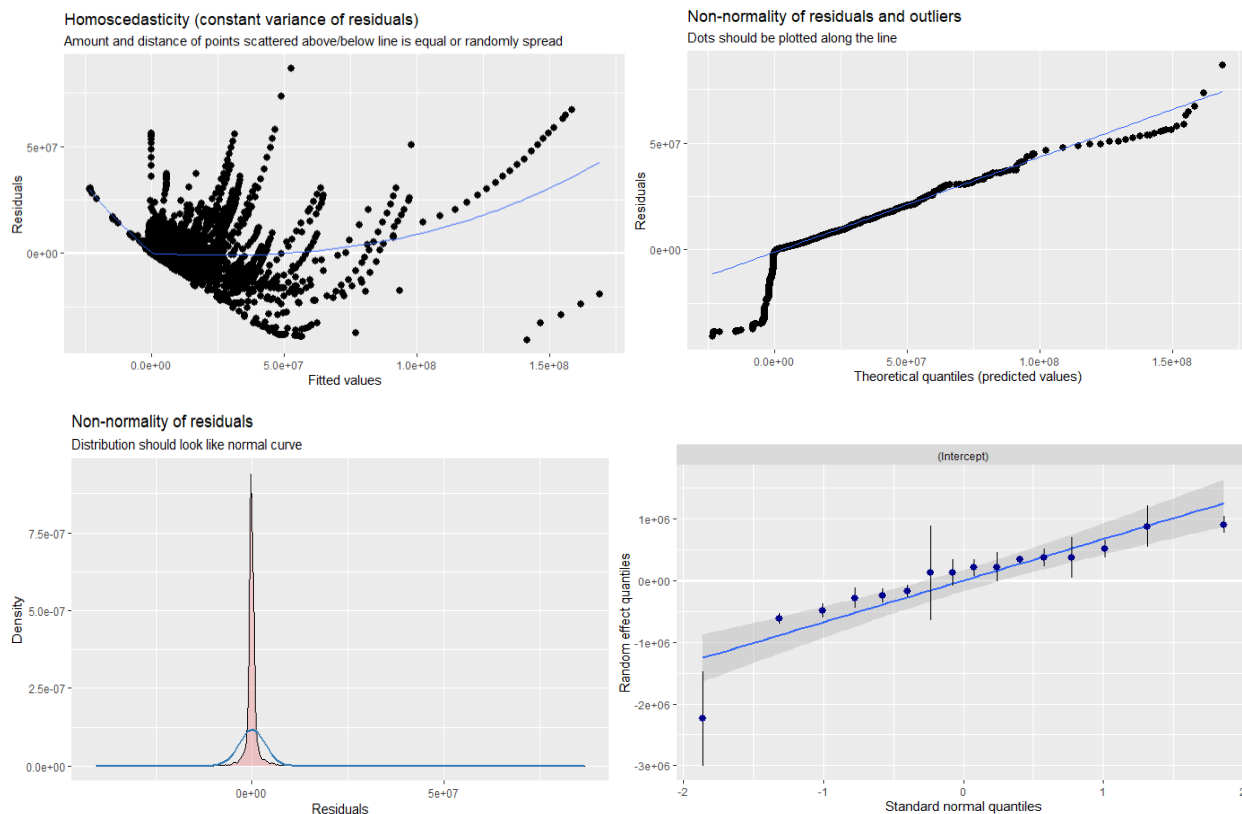 Homoscedasticity (constant variance of residuals)
Amount and distance of points scattered above/below line is equal or randomly spread
Residuals
5e+07
0e+00
0.0e+00
5.0e+07
1.0e+08
1.5e+08
Fitted values
Non-normality of residuals and outliers
Dots should be plotted along the line
Residuals
5e+07
0e+00
0.0e+00
5.0e+07
1.0e+08
1.5e+08
Theoretical quantiles (predicted values)
Non-normality of residuals
Distribution should look like normal curve
Density
7.5e-07
5.0e-07
2.5e-07
0.0e+00
0e+00
5e+07
Residuals
(Intercept)
Random effect quantiles
1e+06
0e+00
-1e+06
-2e+06
-3e+06
-2
-1
0
1
2
Standard normal quantiles